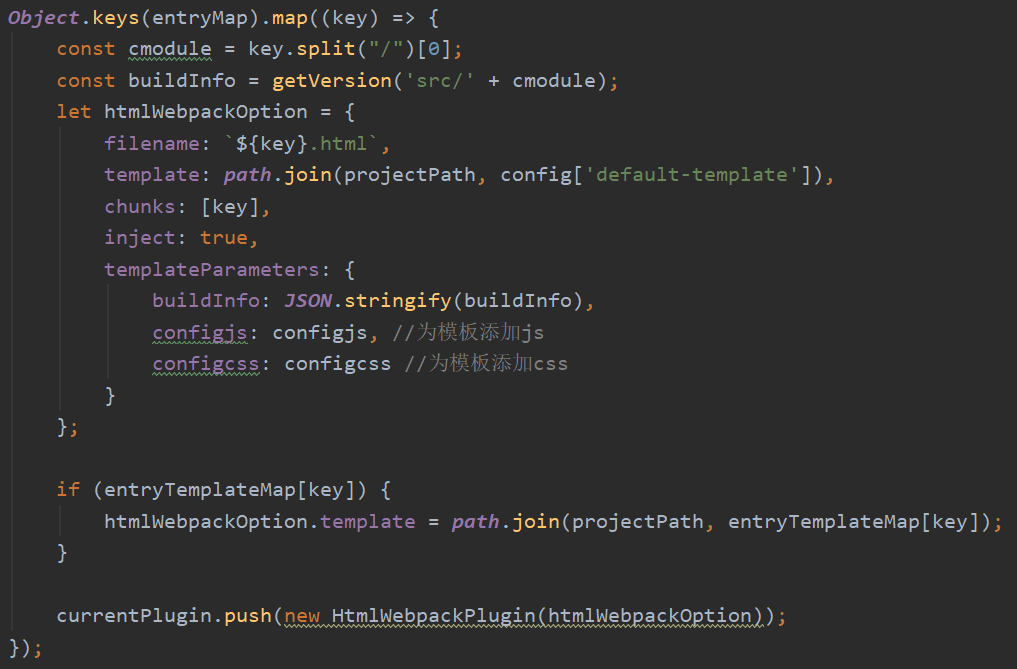 Object.keys(entryMap).map((key) => {
    const cmodule = key.split("/")[0];
    const buildInfo = getVersion('src/' + cmodule);
    let htmlWebpackOption = {
        filename: `${key}.html`,
        template: path.join(projectPath, config['default-template']),
        chunks: [key],
        inject: true,
        templateParameters: {
            buildInfo: JSON.stringify(buildInfo),
            configjs: configjs, //为模板添加js
            configcss: configcss //为模板添加css
        }
    };

    if (entryTemplateMap[key]) {
        htmlWebpackOption.template = path.join(projectPath, entryTemplateMap[key]);
    }

    currentPlugin.push(new HtmlWebpackPlugin(htmlWebpackOption));
});